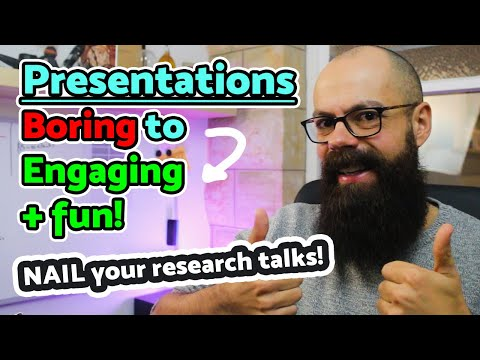 Presentations
Boring to
Engaging
+ fun!
NAIL your research talks!